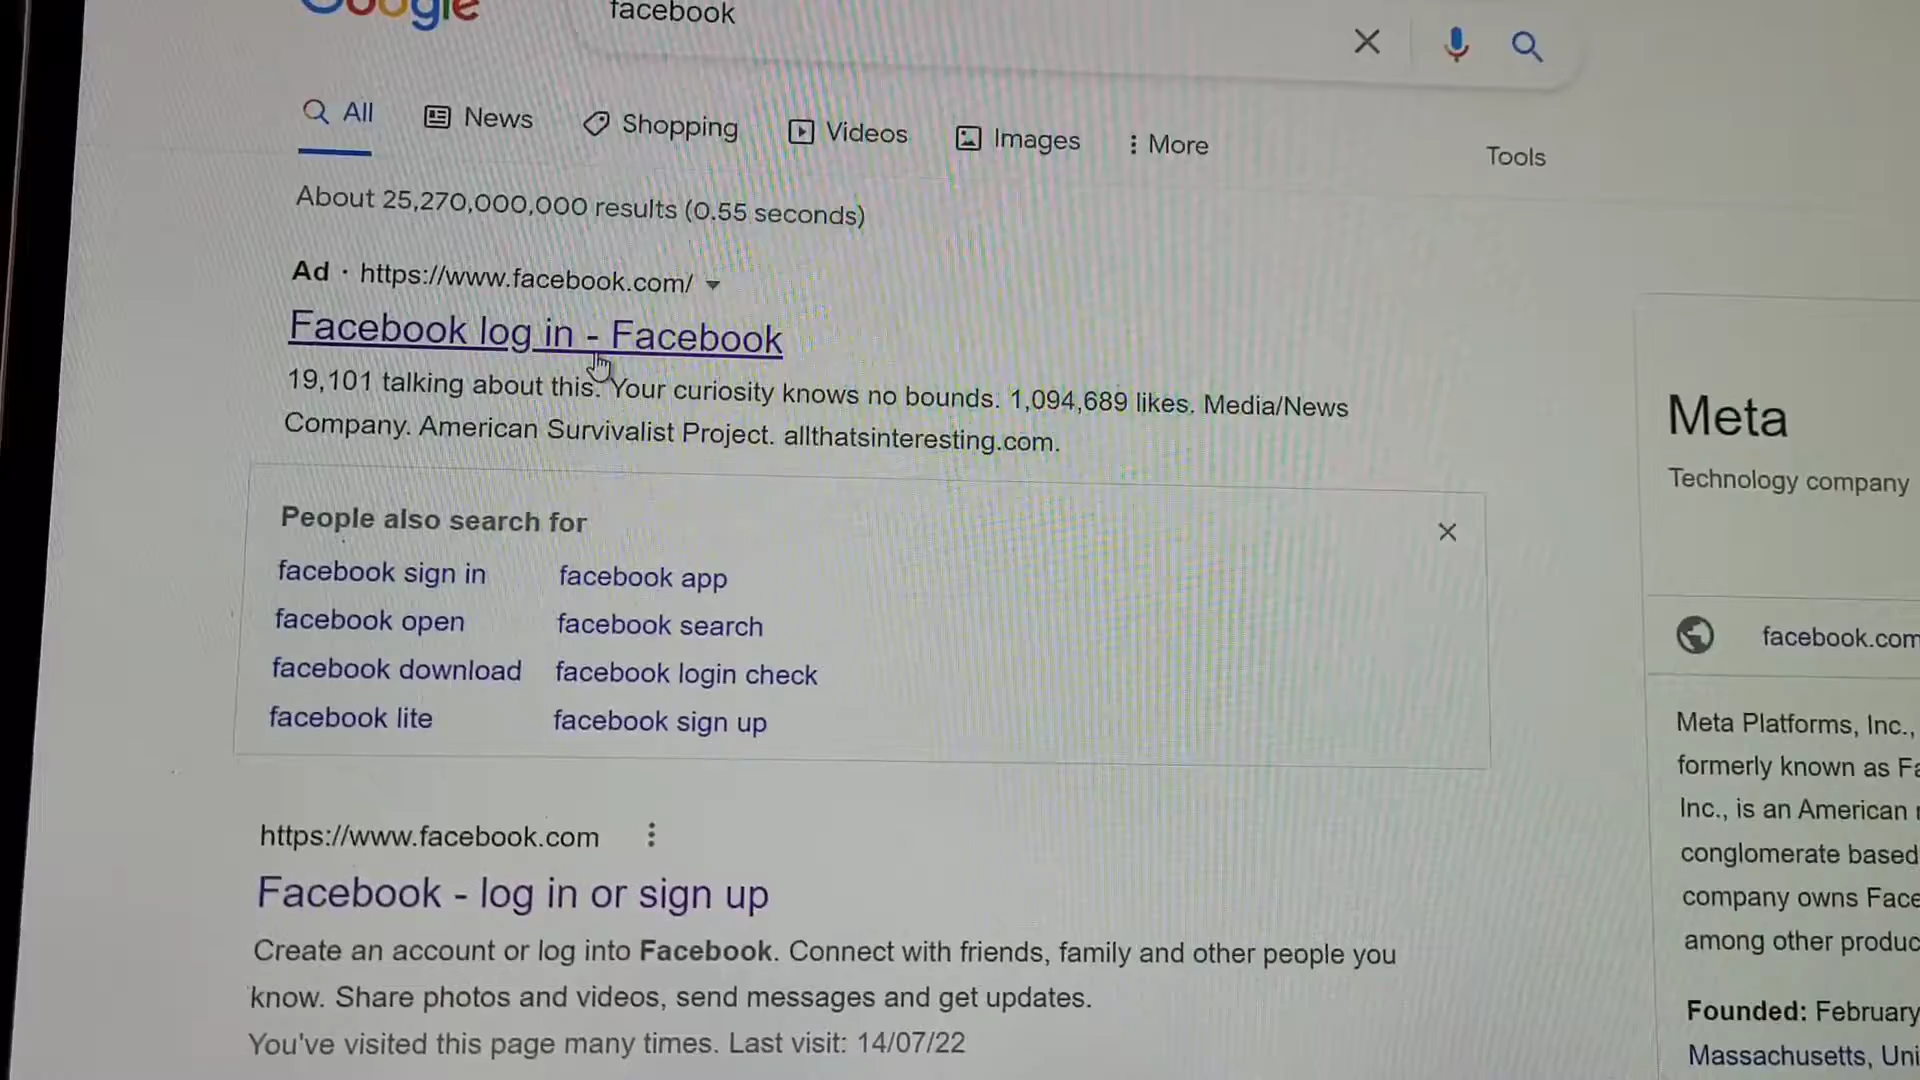 Google
facebook
All News Shopping Videos Images More Tools
About 25,270,000,000 results (0.55 seconds)
Ad · https://www.facebook.com/
Facebook log in - Facebook
19,101 talking about this. Your curiosity knows no bounds. 1,094,689 likes. Media/News
Company. American Survivalist Project. allthatsinteresting.com.
People also search for
facebook sign in facebook app
facebook open facebook search
facebook download facebook login check
facebook lite facebook sign up
https://www.facebook.com
Facebook - log in or sign up
Create an account or log into Facebook. Connect with friends, family and other people you
know. Share photos and videos, send messages and get updates.
You've visited this page many times. Last visit: 14/07/22
Meta
Technology company
facebook.com
Meta Platforms, Inc.,
formerly known as Fa
Inc., is an American
conglomerate based
company owns Face
among other produc
Founded: February
Massachusetts, Uni